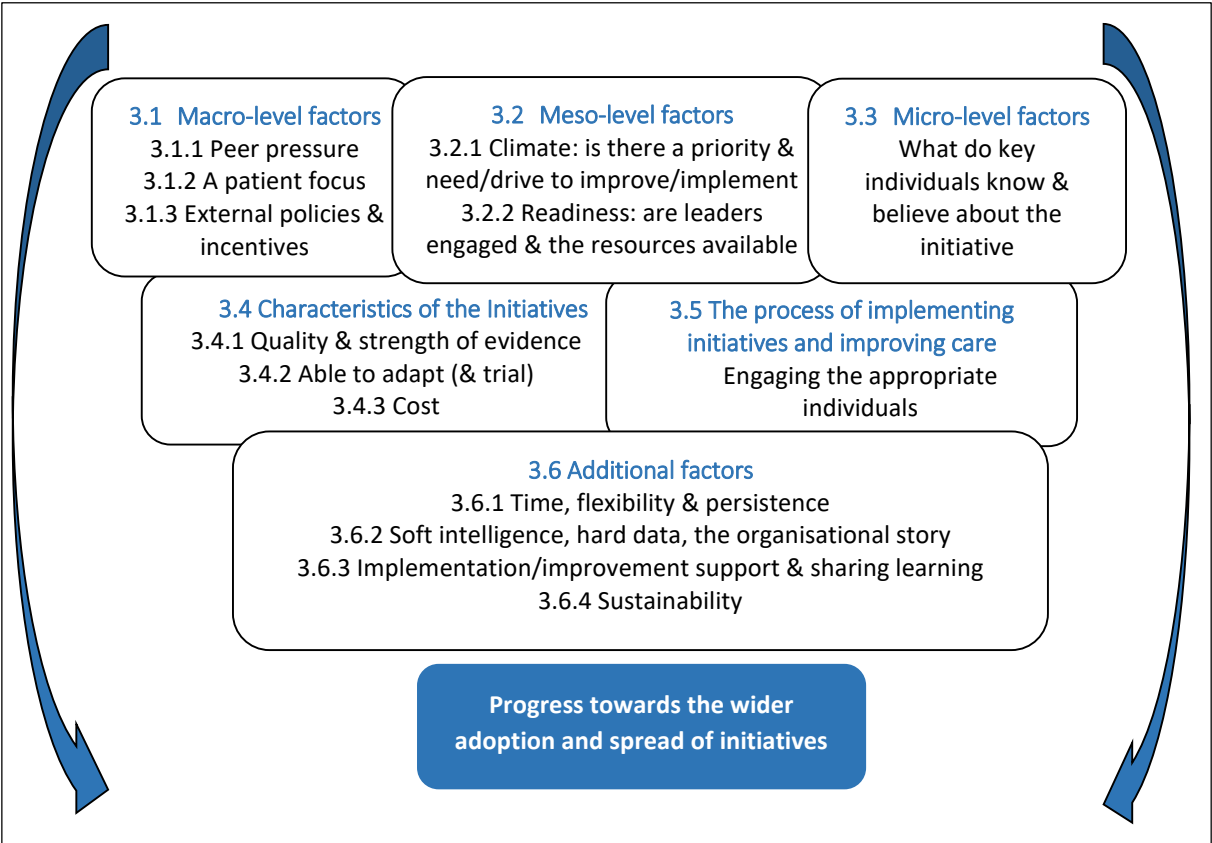 3.1 Macro-level factors
3.1.1 Peer pressure
3.1.2 A patient focus
3.1.3 External policies &
incentives
3.2 Meso-level factors
3.2.1 Climate: is there a priority &
need/drive to improve/implement
3.2.2 Readiness: are leaders
engaged & the resources available
3.3 Micro-level factors
What do key
individuals know &
believe about the
initiative
3.4 Characteristics of the Initiatives
3.4.1 Quality & strength of evidence
3.4.2 Able to adapt (& trial)
3.4.3 Cost
3.5 The process of implementing
initiatives and improving care
Engaging the appropriate
individuals
3.6 Additional factors
3.6.1 Time, flexibility & persistence
3.6.2 Soft intelligence, hard data, the organisational story
3.6.3 Implementation/improvement support & sharing learning
3.6.4 Sustainability
Progress towards the wider
adoption and spread of initiatives